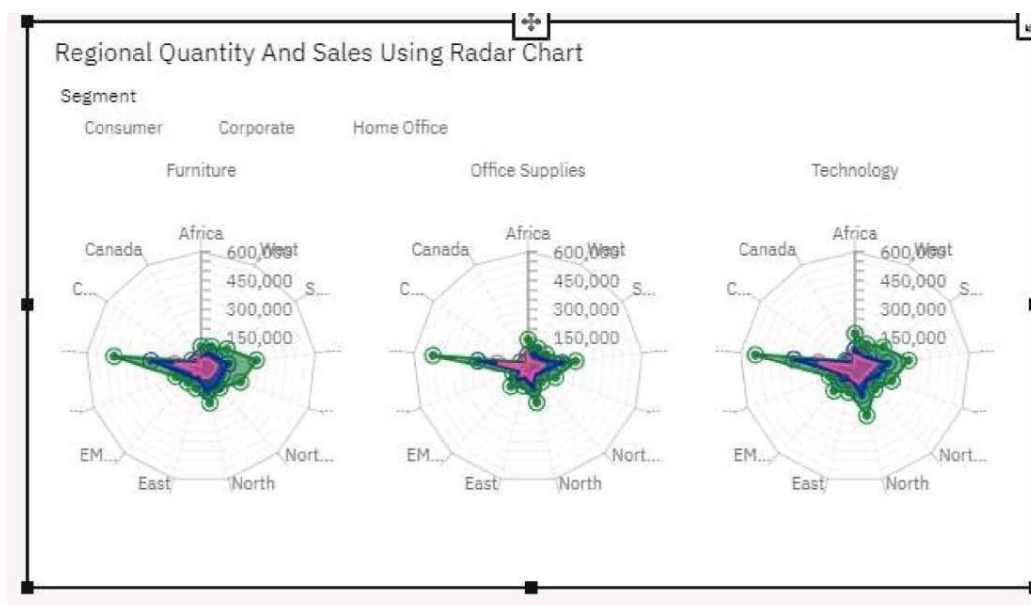 Regional Quantity And Sales Using Radar Chart
Segment
Consumer Corporate Home Office
Furniture Office Supplies Technology
Africa Africa Africa
Canada 600,000 West Canada 600,000 West Canada 600,000 West
C... 450,000 S... C... 450,000 S... C... 450,000 S...
300,000 300,000 300,000
150,000 150,000 150,000
... ... ... ... ... ...
... ... ... ... ... ...
EM... Nort... EM... Nort... EM... Nort...
East North East North East North